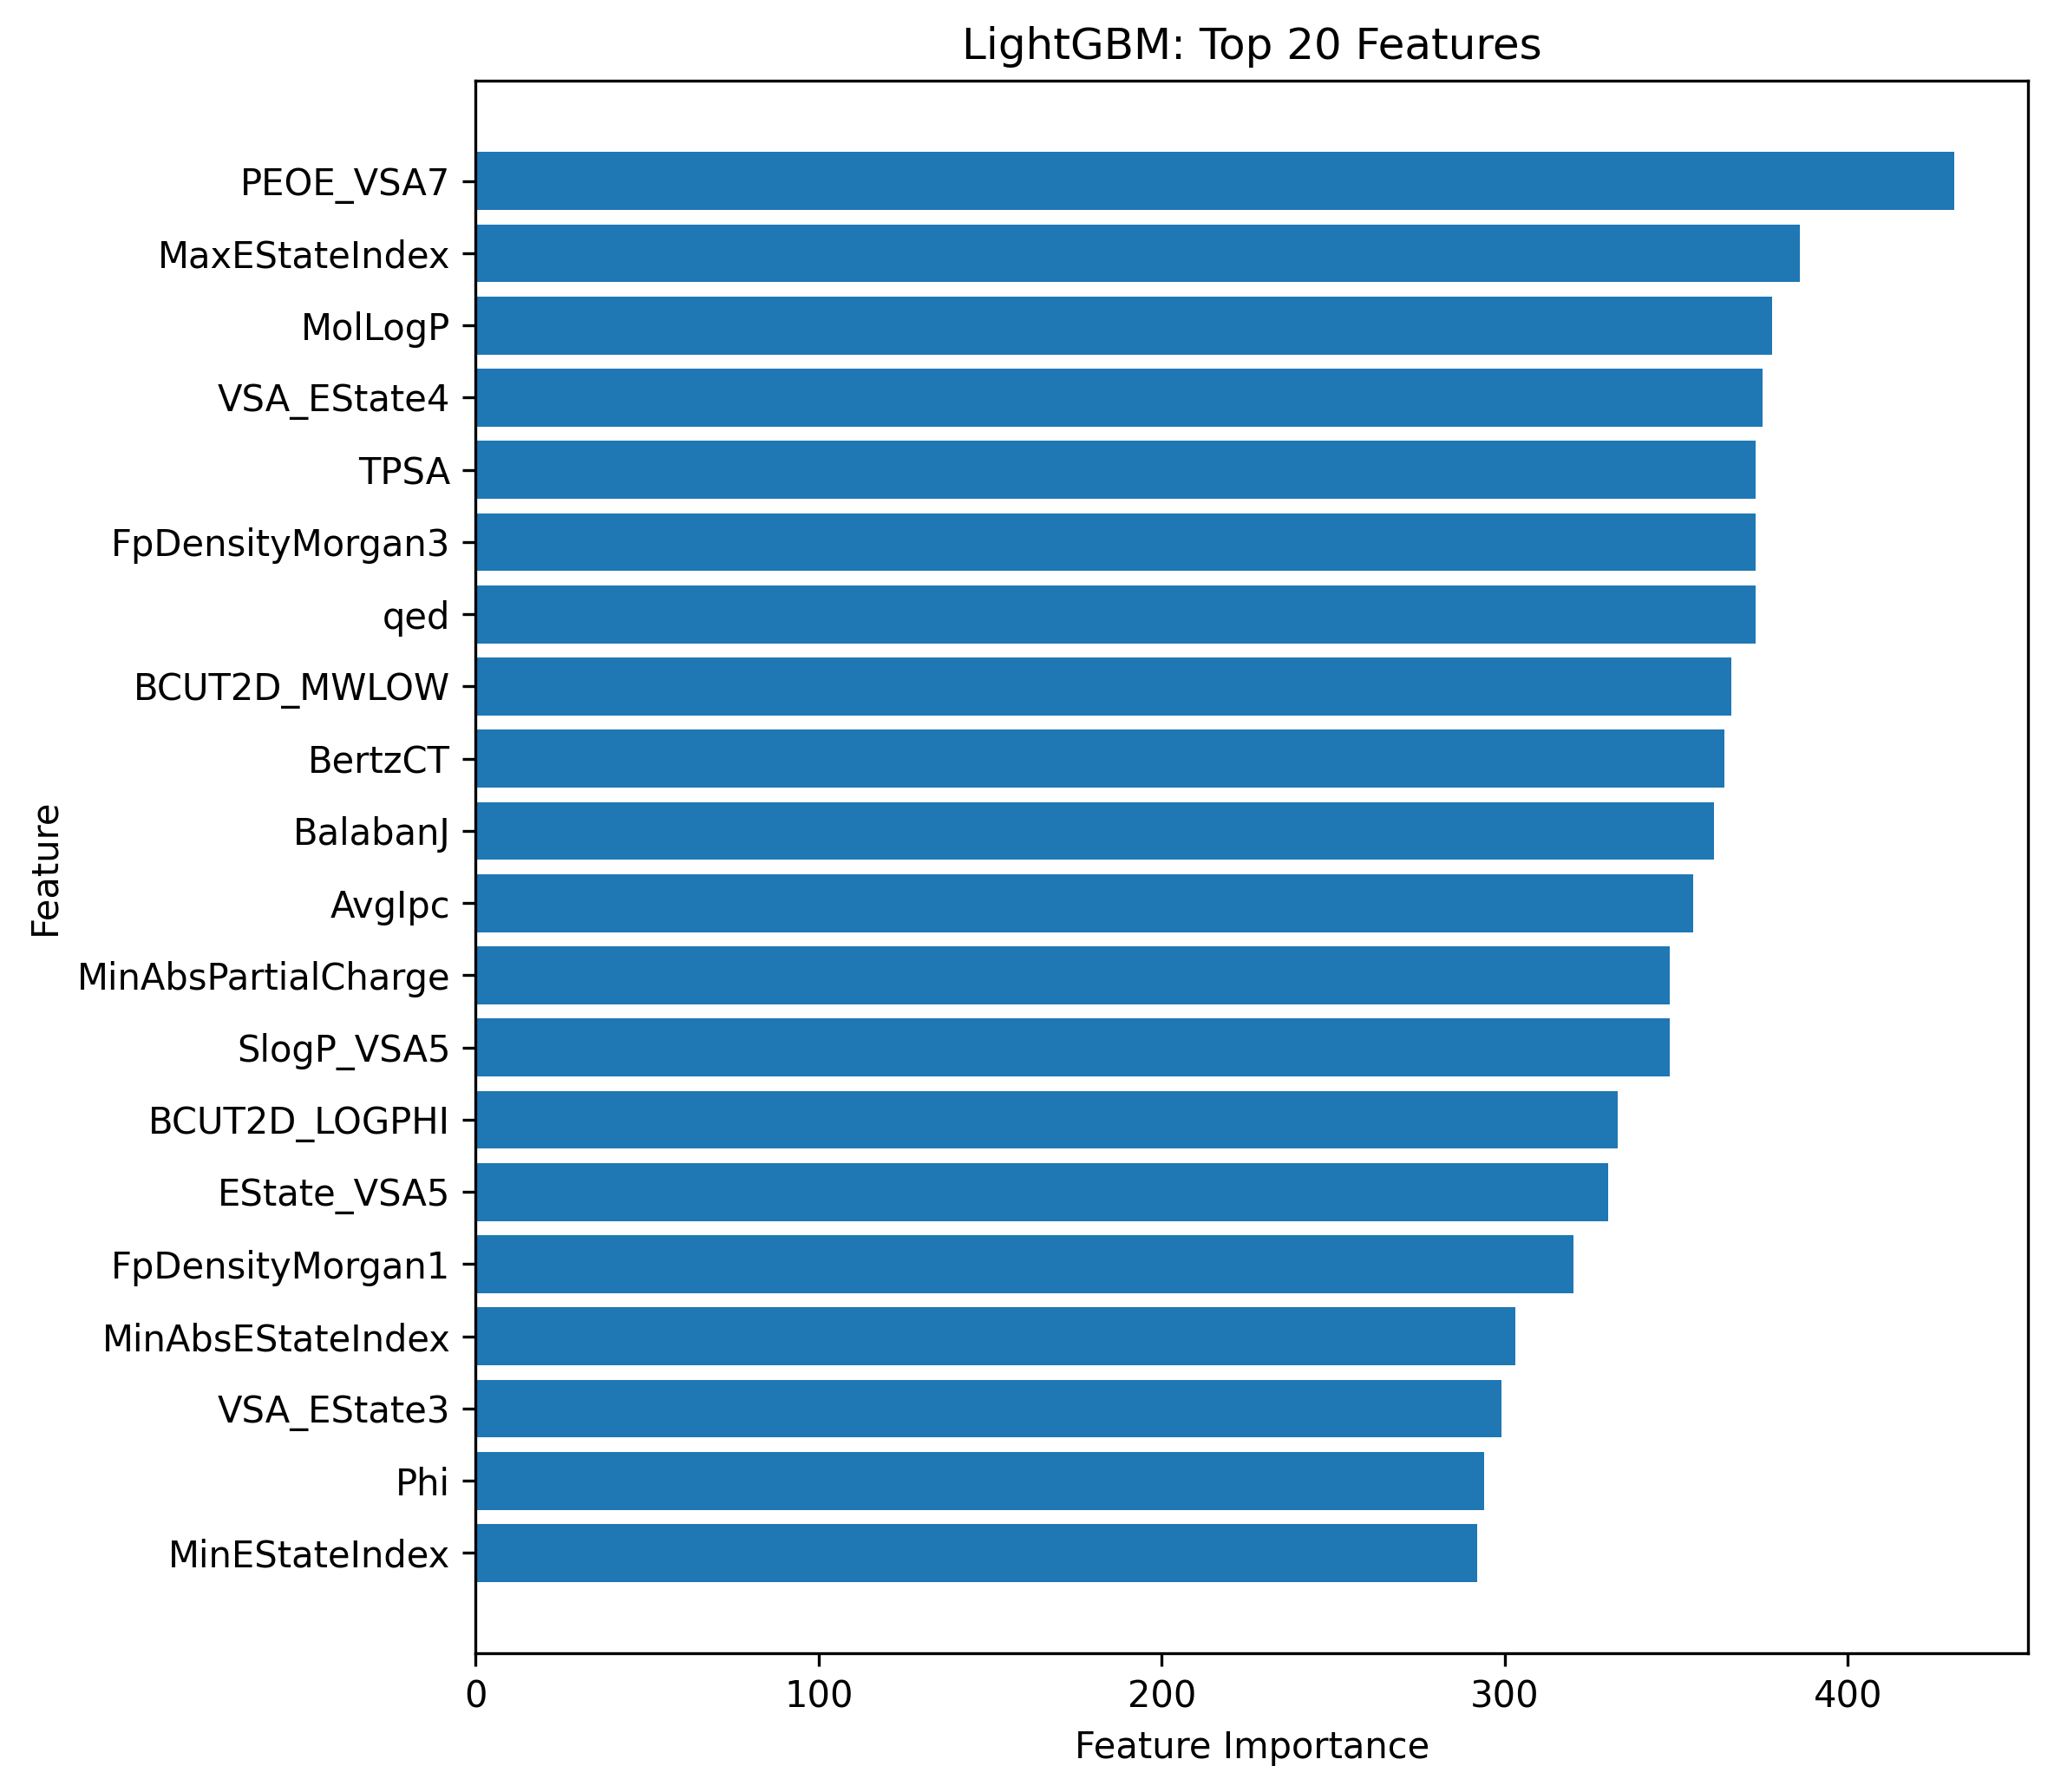 LightGBM: Top 20 Features
PEOE_VSA7
MaxEStateIndex
MolLogP
VSA_EState4
TPSA
FpDensityMorgan3
qed
BCUT2D_MWLOW
BertzCT
BalabanJ
AvgIpc
MinAbsPartialCharge
SlogP_VSA5
BCUT2D_LOGPHI
EState_VSA5
FpDensityMorgan1
MinAbsEStateIndex
VSA_EState3
Phi
MinEStateIndex
Feature
0 100 200 300 400
Feature Importance